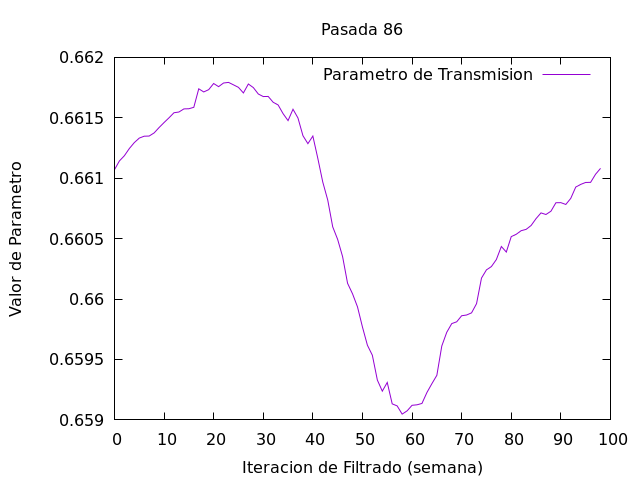 Pasada 86
0.662
Parametro de Transmision
0.6615
0.661
0.6605
0.66
0.6595
0.659
Valor de Parametro
0 10 20 30 40 50 60 70 80 90 100
Iteracion de Filtrado (semana)